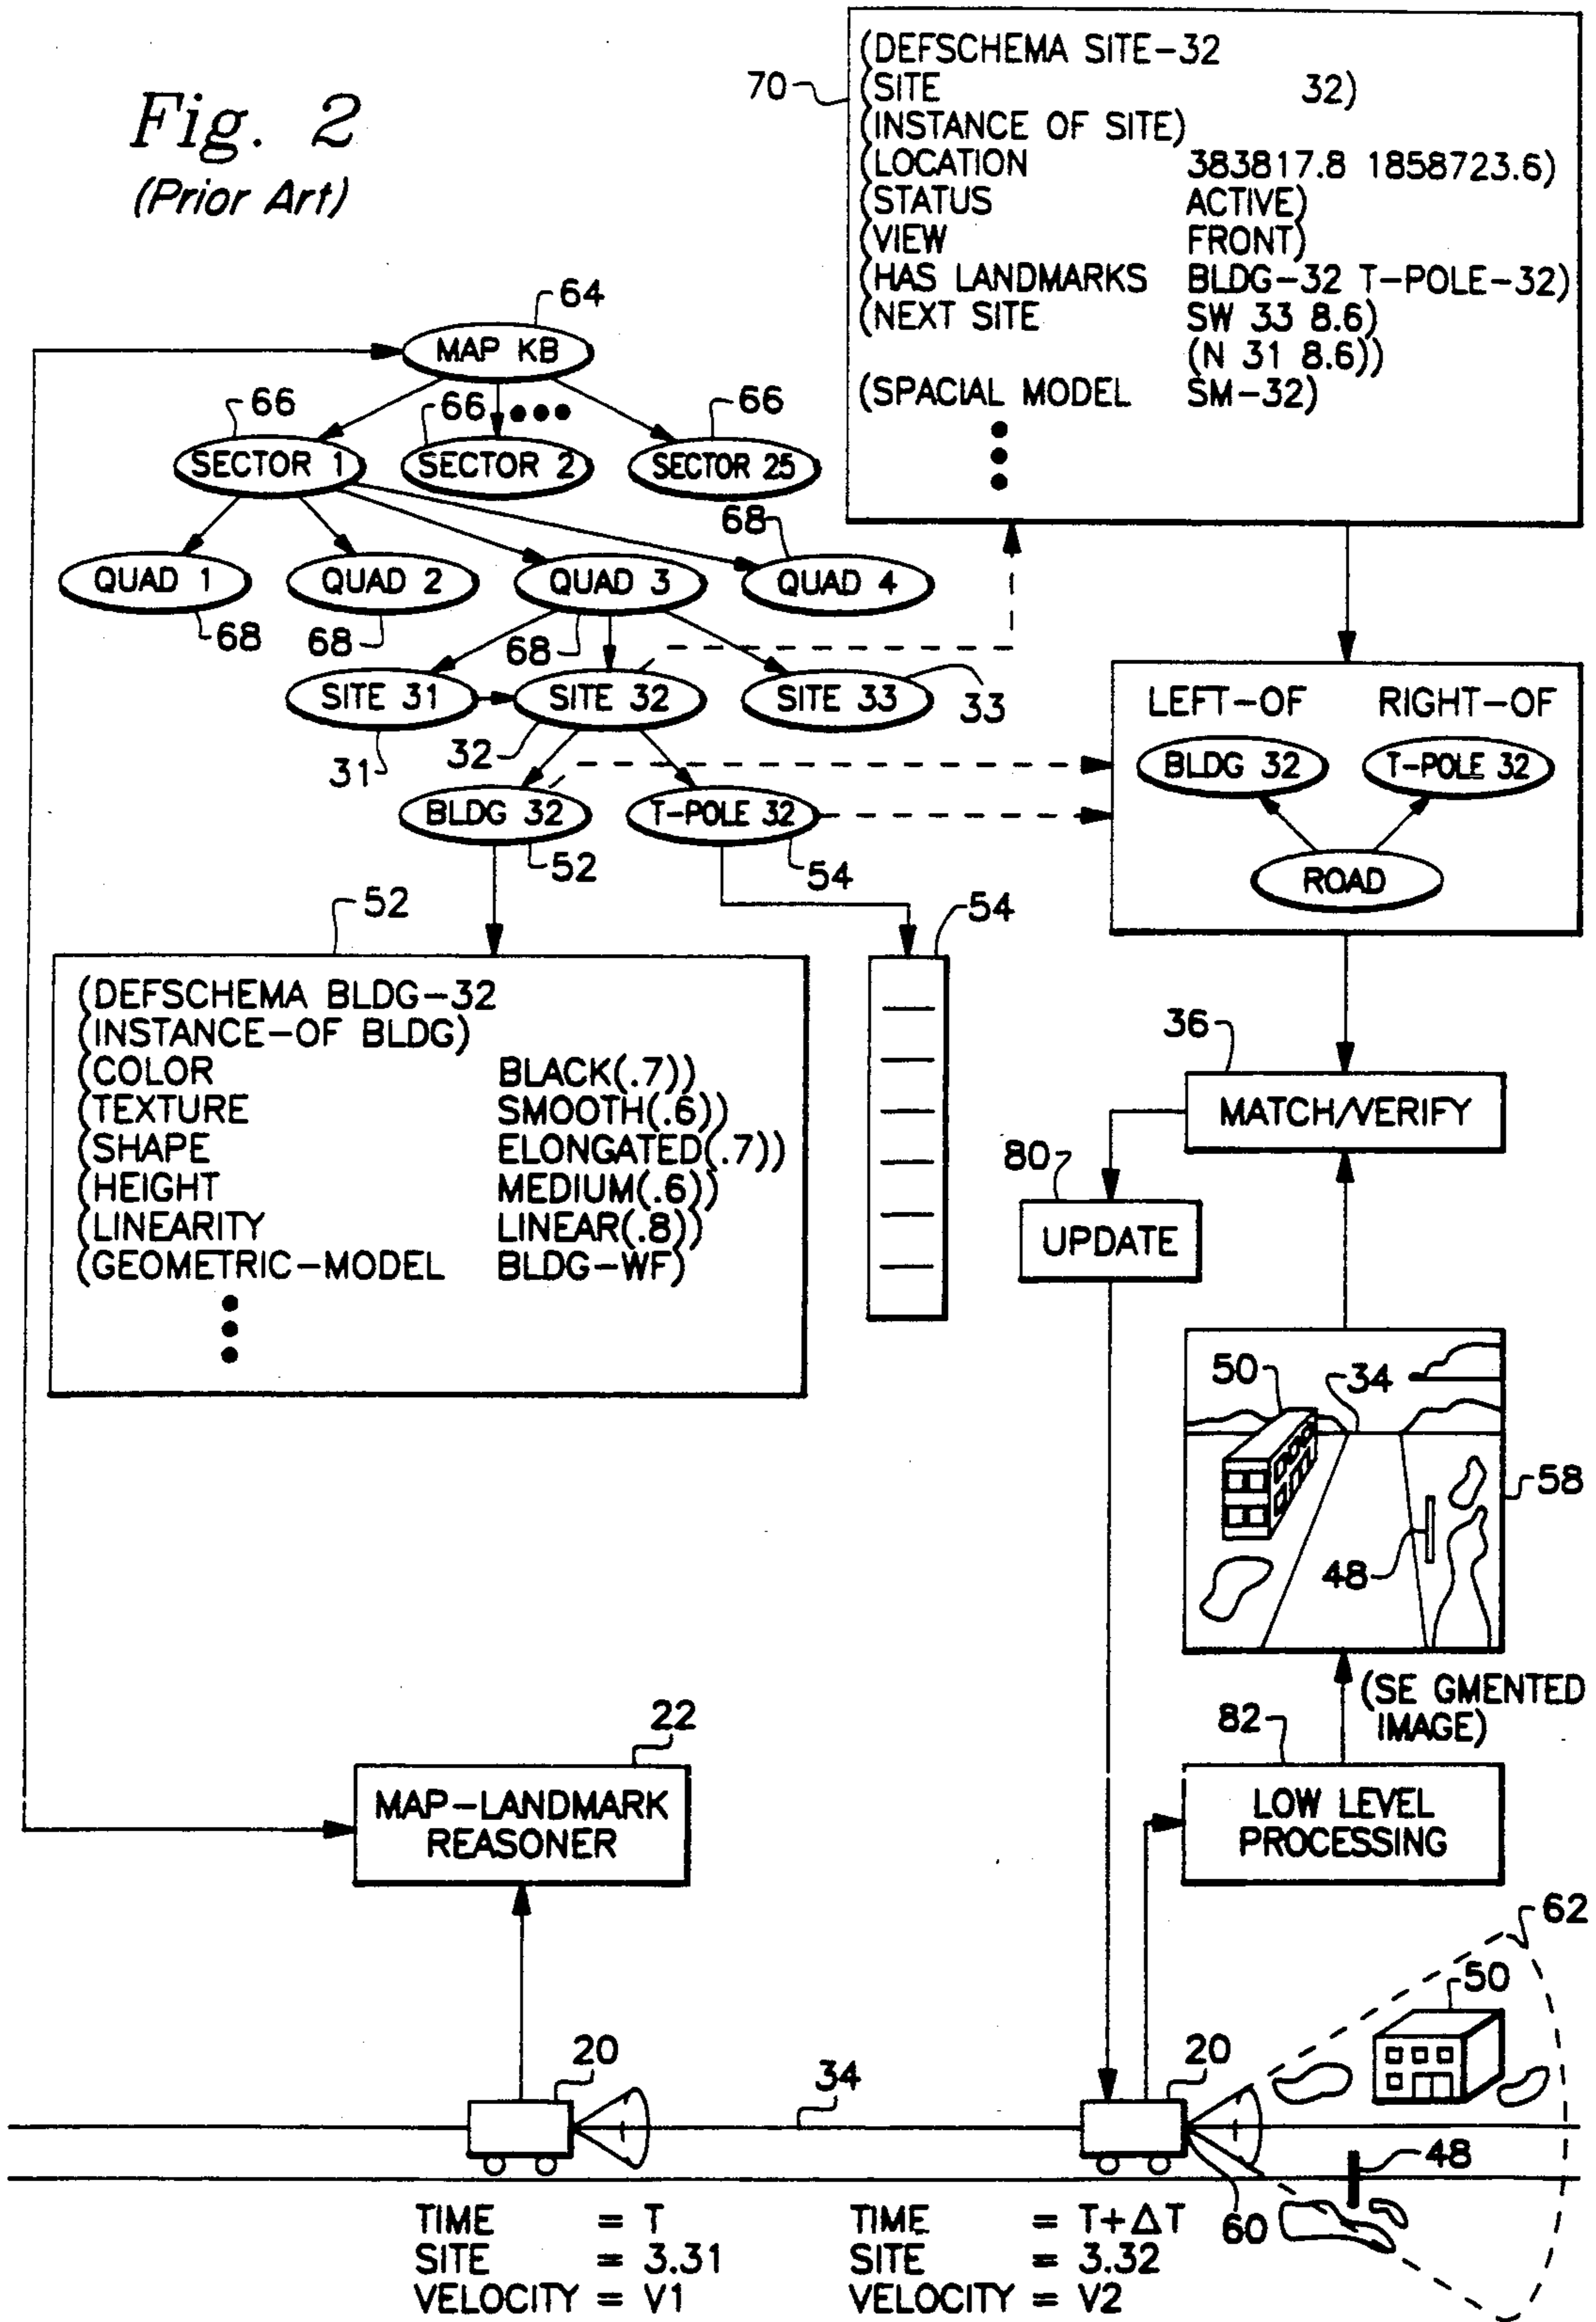 Fig. 2
(Prior Art)
70
(DEFSCHEMA SITE-32
(SITE 32)
(INSTANCE OF SITE)
(LOCATION 383817.8 1858723.6)
(STATUS ACTIVE)
(VIEW FRONT)
(HAS LANDMARKS BLDG-32 T-POLE-32)
(NEXT SITE SW 33 8.6)
(N 31 8.6))
(SPACIAL MODEL SM-32)
64
MAP KB
66 66 66
SECTOR 1 SECTOR 2 SECTOR 25
68
QUAD 1 QUAD 2 QUAD 3 QUAD 4
68 68 68
SITE 31 SITE 32 SITE 33
31 32 33
BLDG 32 T-POLE 32
52 54
LEFT-OF RIGHT-OF
BLDG 32 T-POLE 32
ROAD
52 54
(DEFSCHEMA BLDG-32
(INSTANCE-OF BLDG)
(COLOR BLACK(.7))
(TEXTURE SMOOTH(.6))
(SHAPE ELONGATED(.7))
(HEIGHT MEDIUM(.6))
(LINEARITY LINEAR(.8))
(GEOMETRIC-MODEL BLDG-WF)
36
MATCH/VERIFY
80
UPDATE
50 34
58
48
(SE GMENTED
IMAGE)
22
MAP-LANDMARK
REASONER
82
LOW LEVEL
PROCESSING
62
50
20 34 20
48
60
TIME = T
SITE = 3.31
VELOCITY = V1
TIME = T+ΔT
SITE = 3.32
VELOCITY = V2